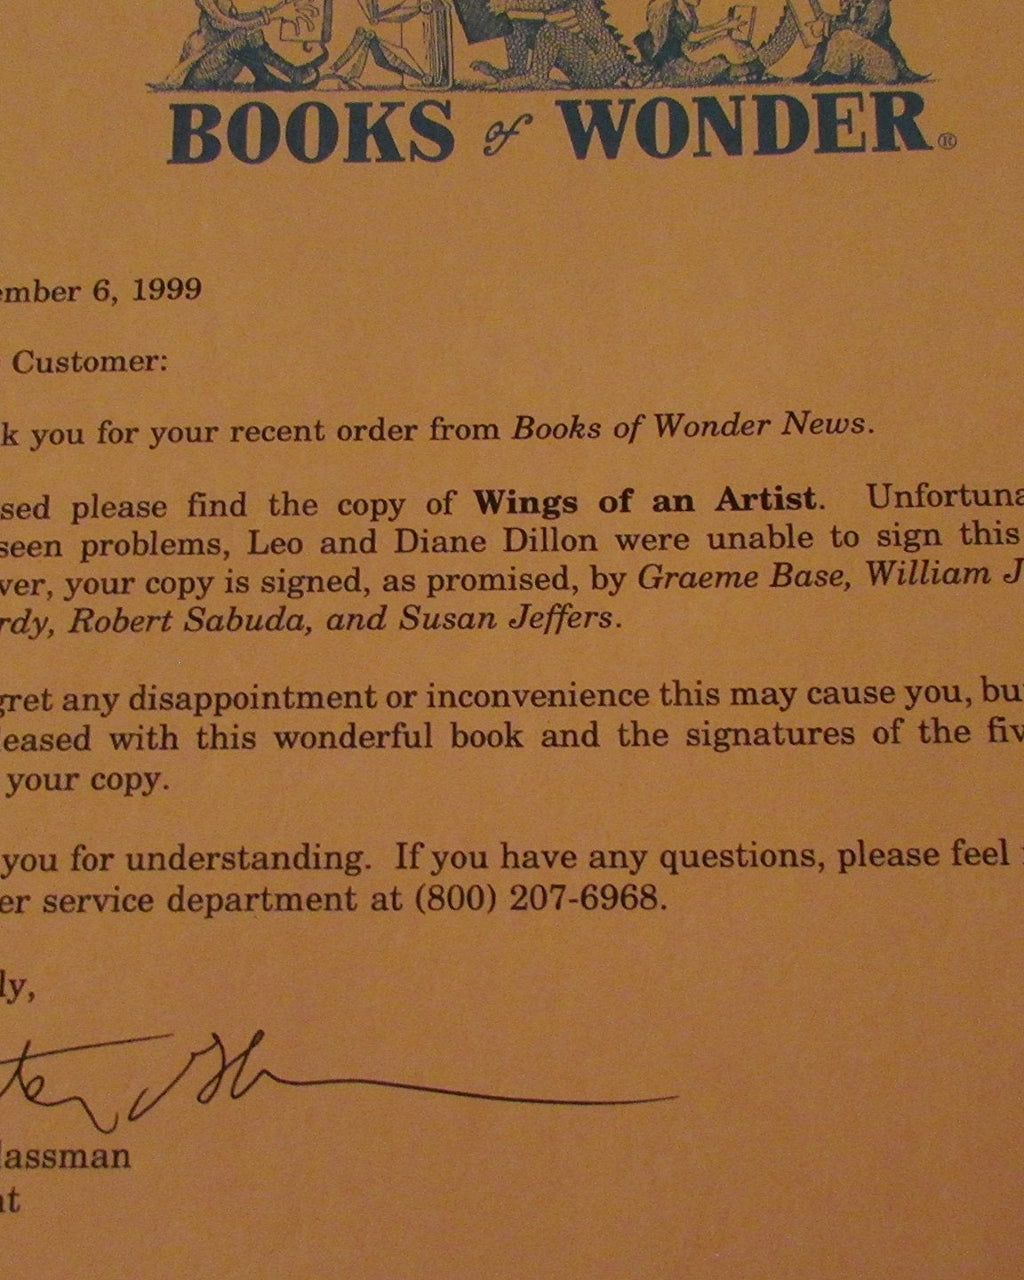 BOOKS of WONDER®
ember 6, 1999
Customer:
k you for your recent order from Books of Wonder News.
sed please find the copy of Wings of an Artist. Unfortuna
seen problems, Leo and Diane Dillon were unable to sign this
ver, your copy is signed, as promised, by Graeme Base, William J
rdy, Robert Sabuda, and Susan Jeffers.
gret any disappointment or inconvenience this may cause you, bu
leased with this wonderful book and the signatures of the fiv
your copy.
you for understanding. If you have any questions, please feel
er service department at (800) 207-6968.
ly,
lassman
nt